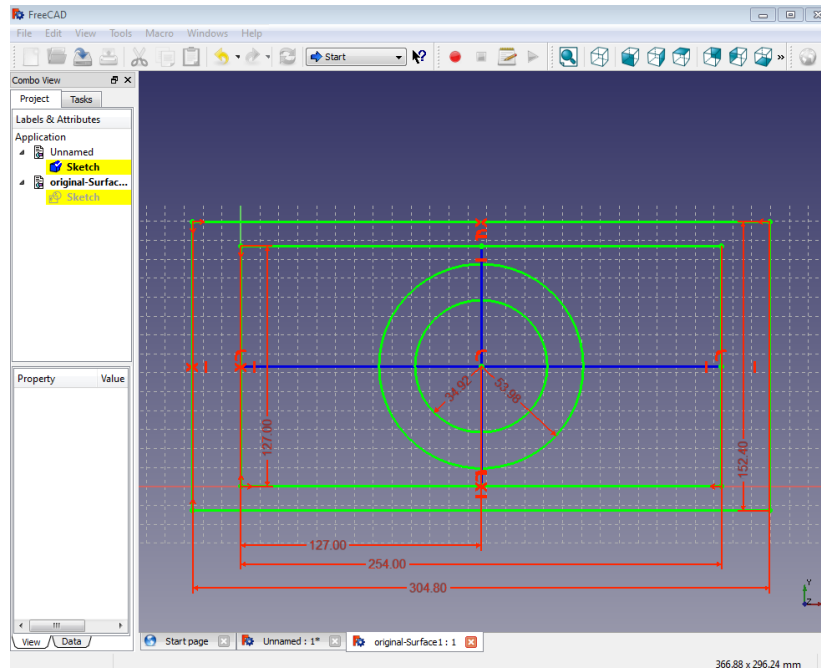 FreeCAD
File Edit View Tools Macro Windows Help
Start
Combo View
Project Tasks
Labels & Attributes
Application
Unnamed
Sketch
original-Surfac...
Sketch
Property Value
View Data
34.92
53.98
127.00
152.40
127.00
254.00
304.80
Y
Z
Start page Unnamed : 1* original-Surface1 : 1
366.88 x 296.24 mm